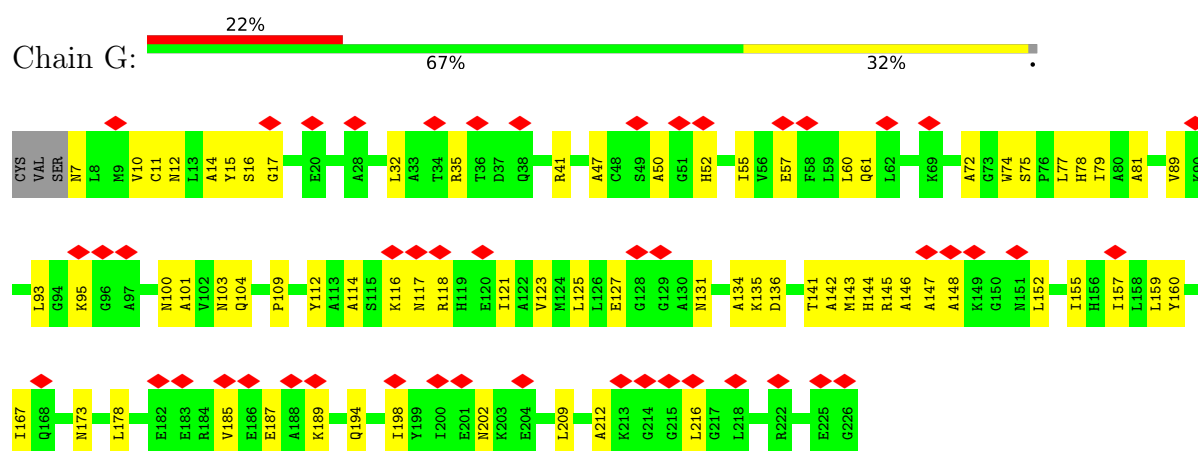 22%
Chain G:
67% 32% •
CYS VAL SER N7 L8 M9 V10 C11 N12 L13 A14 Y15 S16 G17 E20 A28 L32 A33 T34 R35 T36 D37 Q38 R41 A47 C48 S49 A50 G51 H52 I55 V56 E57 F58 L59 L60 Q61 L62 K69 A72 G73 W74 S75 P76 L77 H78 I79 A80 A81 V89 K90
L93 G94 K95 G96 A97 N100 A101 V102 N103 Q104 P109 Y112 A113 A114 S115 K116 N117 R118 H119 E120 I121 A122 V123 M124 L125 L126 E127 G128 G129 A130 N131 A134 K135 D136 T141 A142 M143 H144 R145 A146 A147 A148 K149 G150 N151 L152 I155 H156 I157 L158 L159 Y160
I167 Q168 N173 L178 E182 E183 R184 V185 E186 E187 A188 K189 Q194 I198 Y199 I200 E201 N202 K203 E204 L209 A212 K213 G214 G215 L216 G217 L218 R222 E225 G226